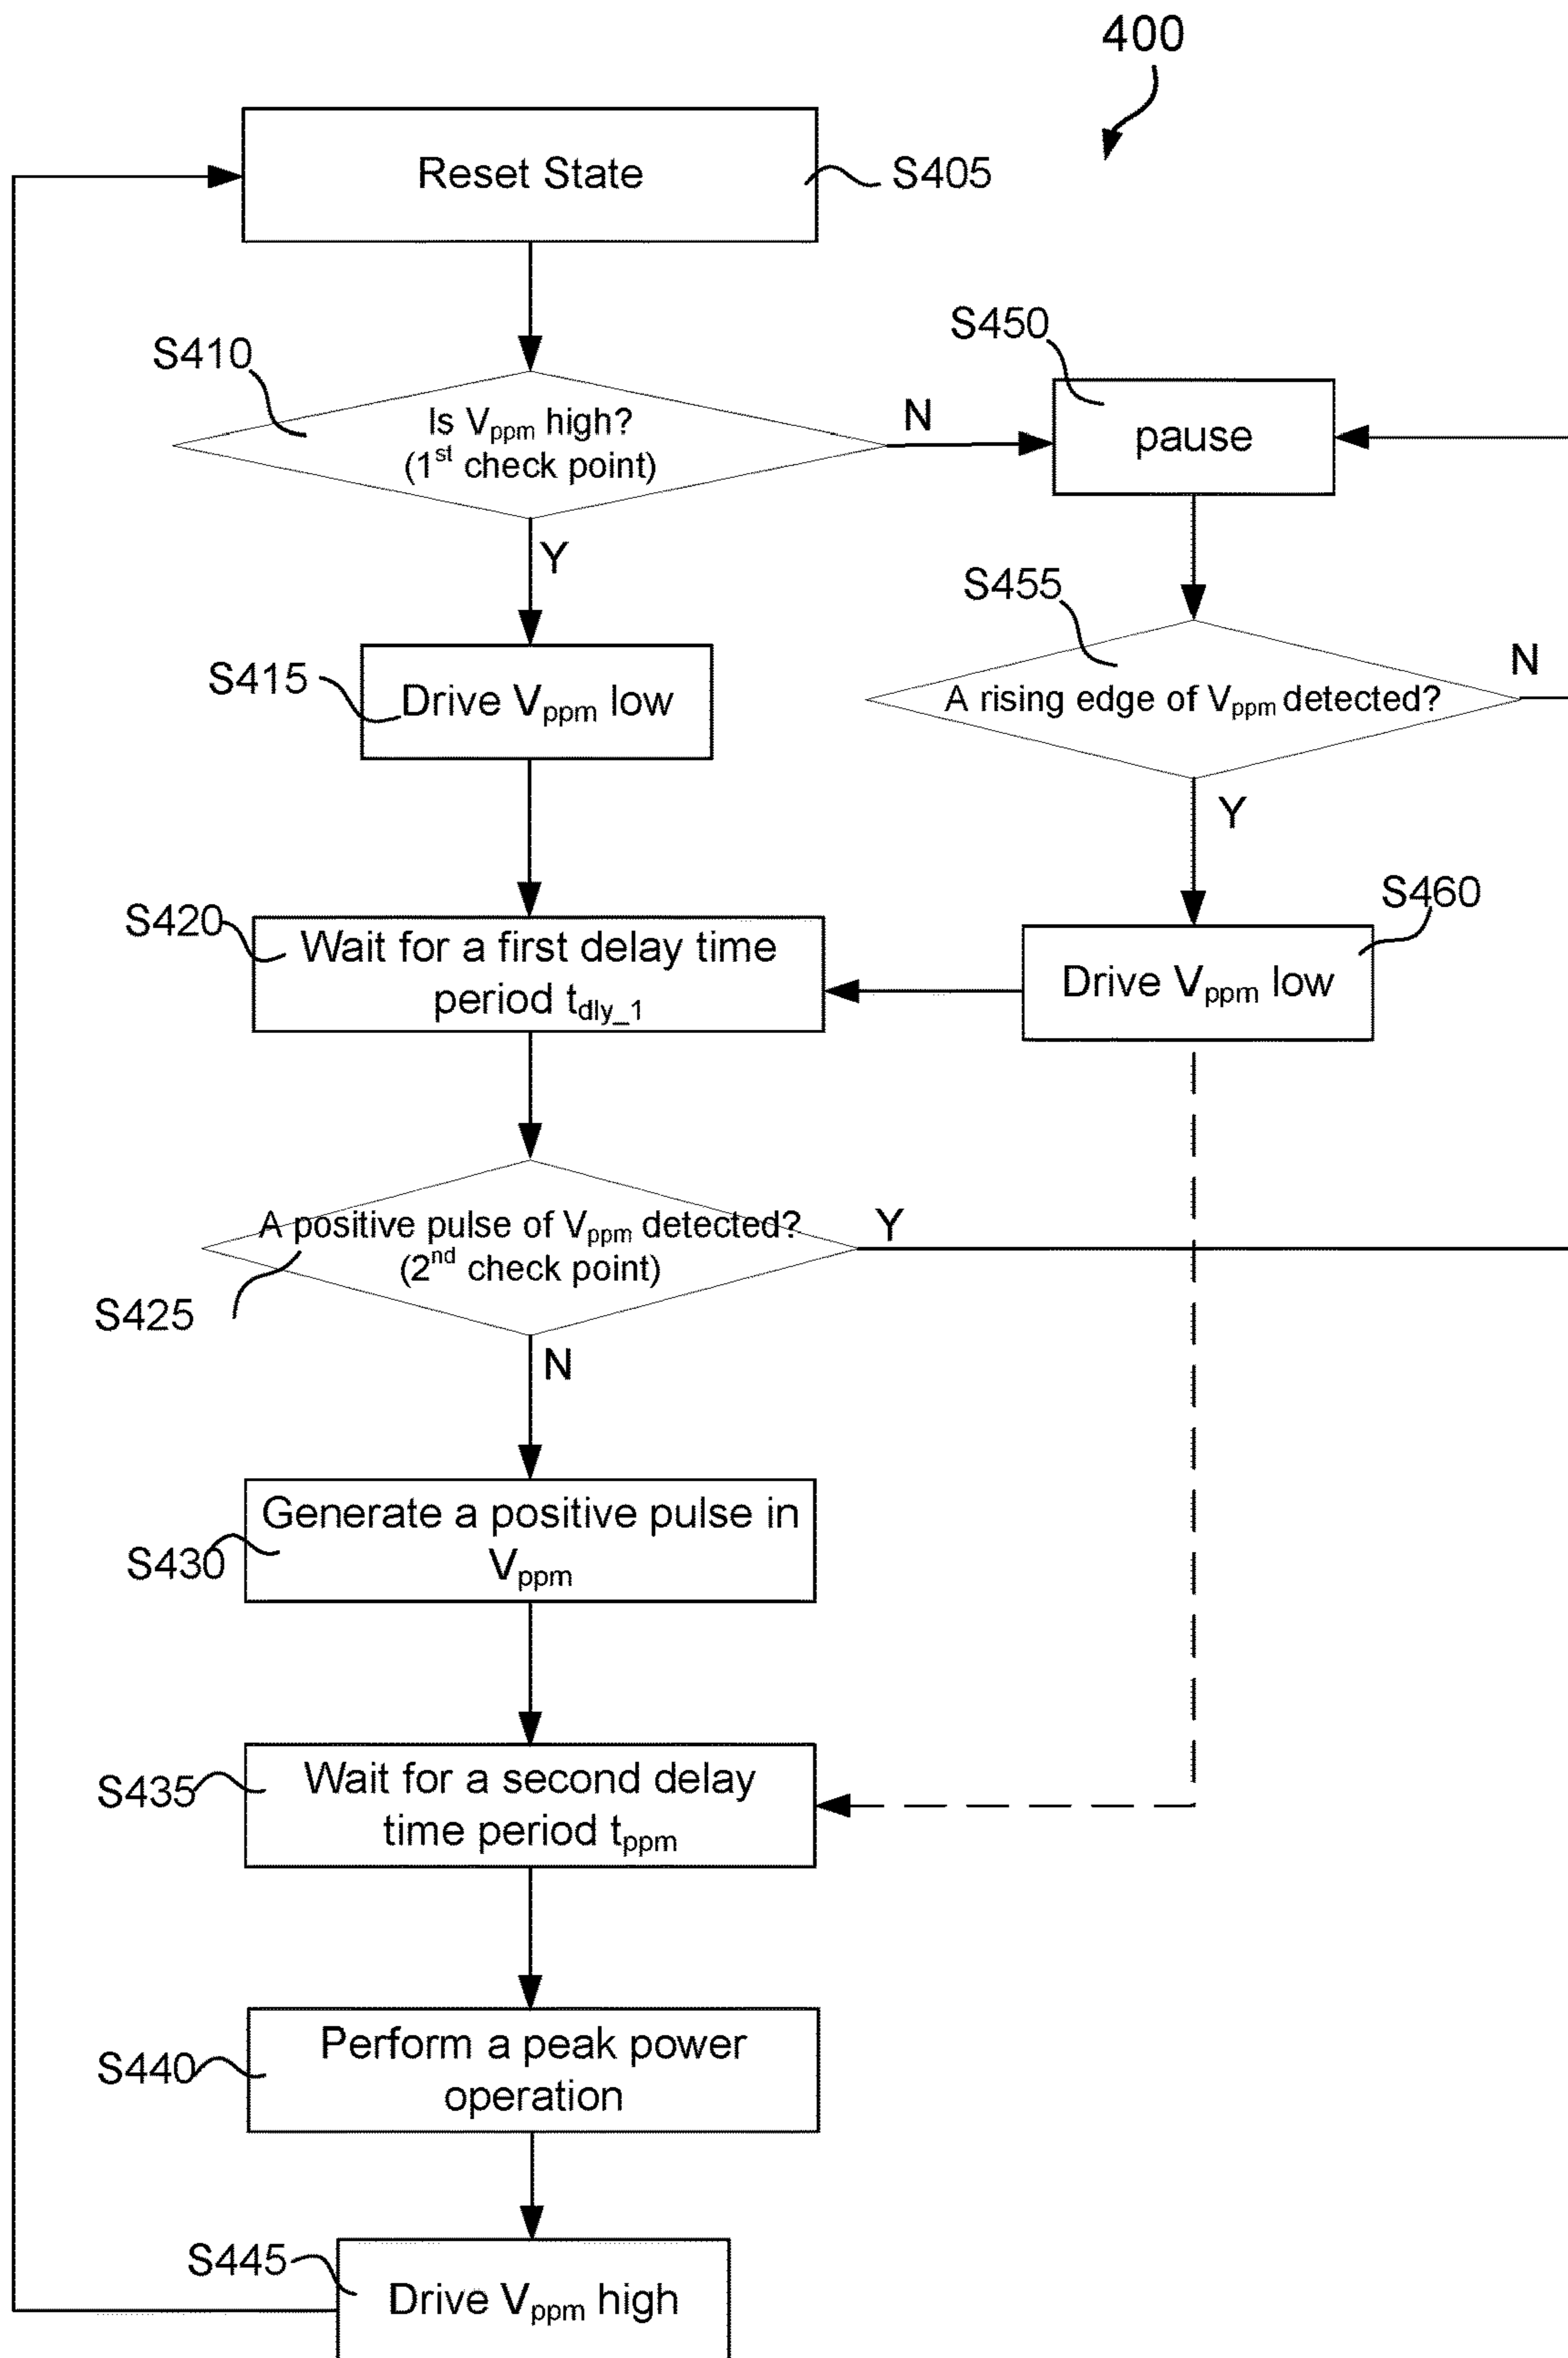 400
Reset State
S405
S410
Is Vppm high?
(1st check point)
N
S450
pause
Y
S455
A rising edge of Vppm detected?
N
S415
Drive Vppm low
Y
S420
Wait for a first delay time
period tdly_1
S460
Drive Vppm low
A positive pulse of Vppm detected?
(2nd check point)
Y
S425
N
Generate a positive pulse in
Vppm
S430
S435
Wait for a second delay
time period tppm
S440
Perform a peak power
operation
S445
Drive Vppm high